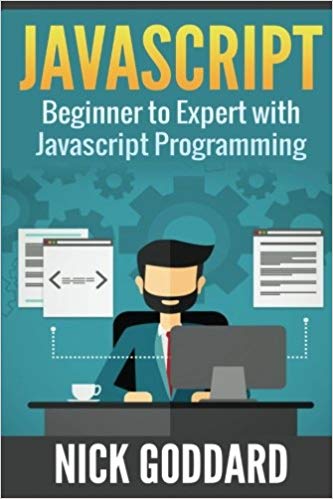 JAVASCRIPT
Beginner to Expert with
Javascript Programming
NICK GODDARD